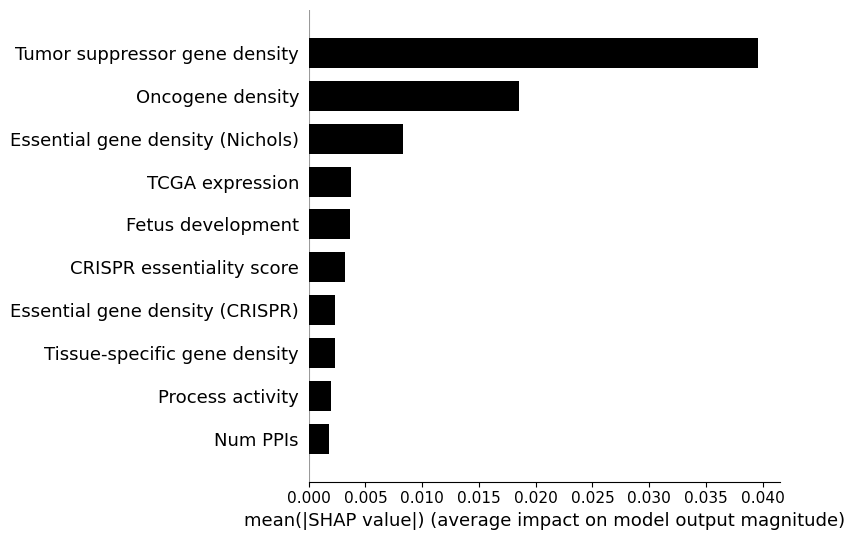 Tumor suppressor gene density
Oncogene density
Essential gene density (Nichols)
TCGA expression
Fetus development
CRISPR essentiality score
Essential gene density (CRISPR)
Tissue-specific gene density
Process activity
Num PPIs
0.000 0.005 0.010 0.015 0.020 0.025 0.030 0.035 0.040
mean(|SHAP value|) (average impact on model output magnitude)